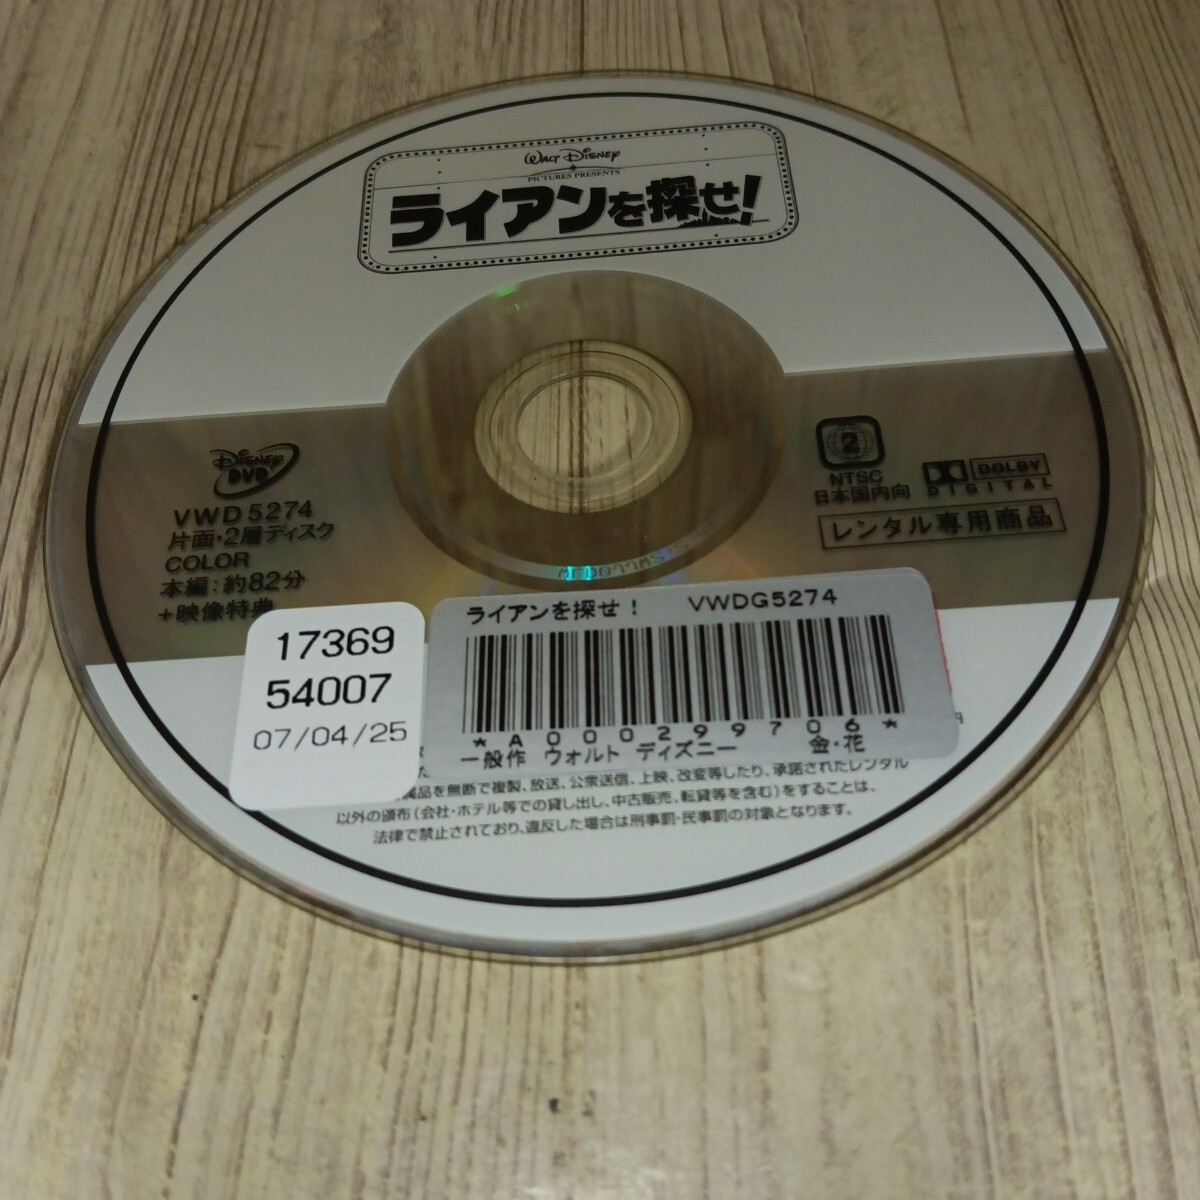 WALT DISNEY
PICTURES PRESENTS
ライアンを探せ!
DISNEY
DVD
VWD5274
片面・2層ディスク
COLOR
本編:約82分
+映像特典
2
NTSC
日本国内向
DOLBY
DIGITAL
レンタル専用商品
17369
54007
07/04/25
ライアンを探せ! VWDG5274
*A000299706*
一般作 ウォルト ディズニー 金・花
属品を無断で複製、放送、公衆送信、上映、改変等したり、承諾されたレンタル
以外の頒布(会社・ホテル等での貸し出し、中古販売、転貸等を含む)をすることは、
法律で禁止されており、違反した場合は刑事罰・民事罰の対象となります。